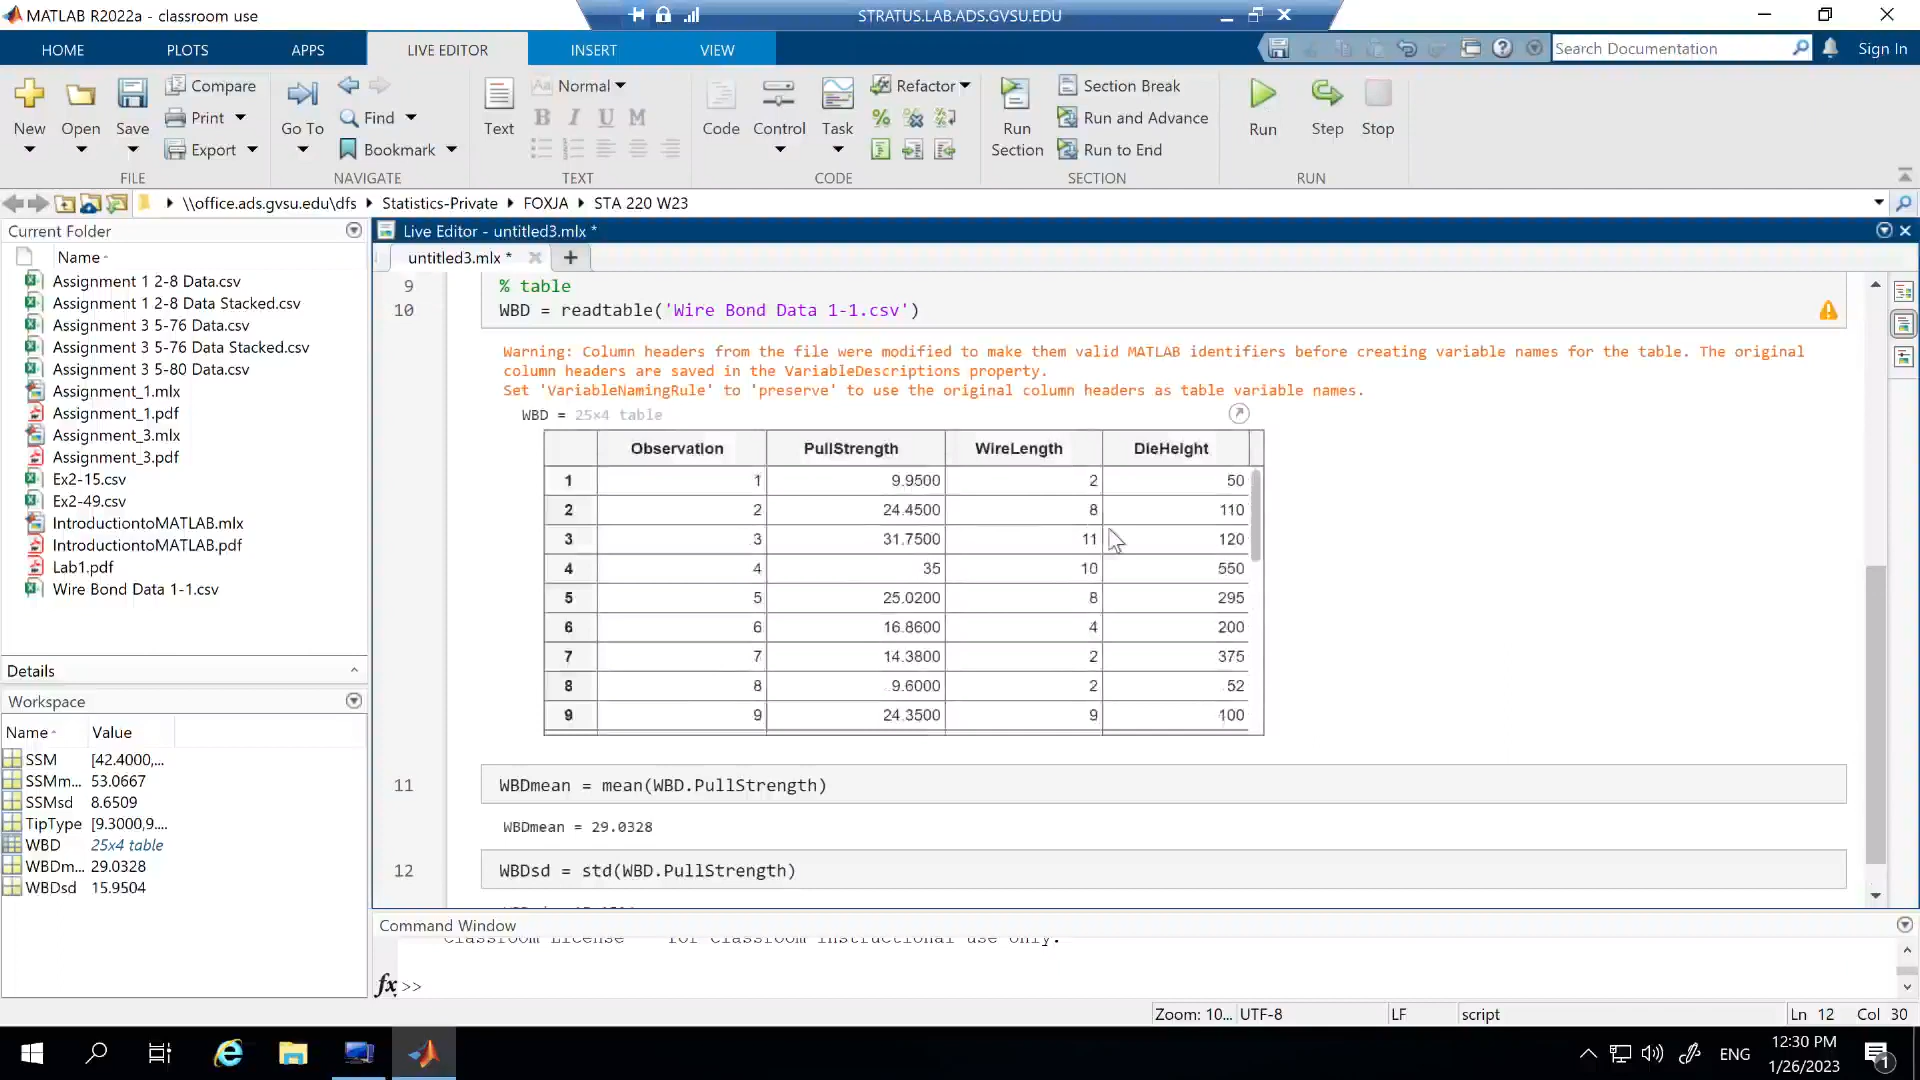 MATLAB R2022a - classroom use
STRATUS.LAB.ADS.GVSU.EDU
HOME PLOTS APPS LIVE EDITOR INSERT VIEW
Search Documentation
Sign In
New Open Save Compare Print Export
FILE
Go To Find Bookmark
NAVIGATE
Text Aa Normal B I U M
TEXT
Code Control Task Refactor
CODE
Run Section Section Break Run and Advance Run to End
SECTION
Run Step Stop
RUN
\\office.ads.gvsu.edu\dfs Statistics-Private FOXJA STA 220 W23
Current Folder
Name
Assignment 1 2-8 Data.csv
Assignment 1 2-8 Data Stacked.csv
Assignment 3 5-76 Data.csv
Assignment 3 5-76 Data Stacked.csv
Assignment 3 5-80 Data.csv
Assignment_1.mlx
Assignment_1.pdf
Assignment_3.mlx
Assignment_3.pdf
Ex2-15.csv
Ex2-49.csv
IntroductiontoMATLAB.mlx
IntroductiontoMATLAB.pdf
Lab1.pdf
Wire Bond Data 1-1.csv
Details
Workspace
Name Value
SSM [42.4000,...
SSMm... 53.0667
SSMsd 8.6509
TipType [9.3000,9....
WBD 25x4 table
WBDm... 29.0328
WBDsd 15.9504
Live Editor - untitled3.mlx *
untitled3.mlx *
9 % table
10 WBD = readtable('Wire Bond Data 1-1.csv')
Warning: Column headers from the file were modified to make them valid MATLAB identifiers before creating variable names for the table. The original
column headers are saved in the VariableDescriptions property.
Set 'VariableNamingRule' to 'preserve' to use the original column headers as table variable names.
WBD = 25×4 table
Observation PullStrength WireLength DieHeight
1 1 9.9500 2 50
2 2 24.4500 8 110
3 3 31.7500 11 120
4 4 35 10 550
5 5 25.0200 8 295
6 6 16.8600 4 200
7 7 14.3800 2 375
8 8 9.6000 2 52
9 9 24.3500 9 100
11 WBDmean = mean(WBD.PullStrength)
WBDmean = 29.0328
12 WBDsd = std(WBD.PullStrength)
Command Window
Classroom License for classroom instructional use only.
fx >>
Zoom: 10... UTF-8 LF script Ln 12 Col 30
ENG
12:30 PM
1/26/2023
1